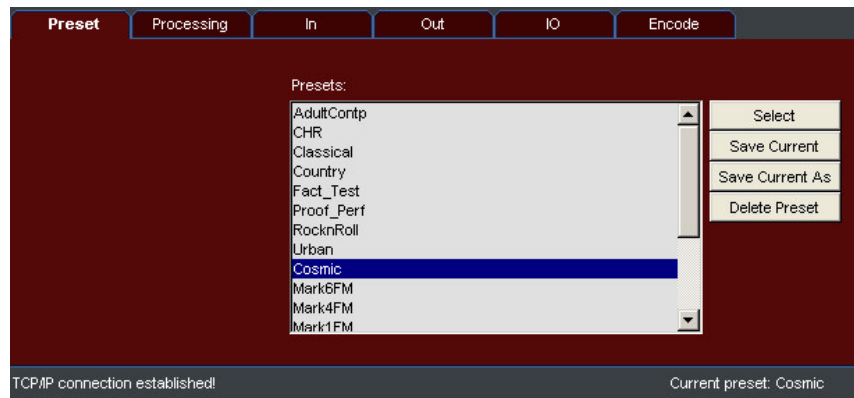 Preset Processing In Out IO Encode
Presets:
AdultContp
CHR
Classical
Country
Fact_Test
Proof_Perf
RocknRoll
Urban
Cosmic
Mark6FM
Mark4FM
Mark1FM
Select
Save Current
Save Current As
Delete Preset
TCP/IP connection established!
Current preset: Cosmic